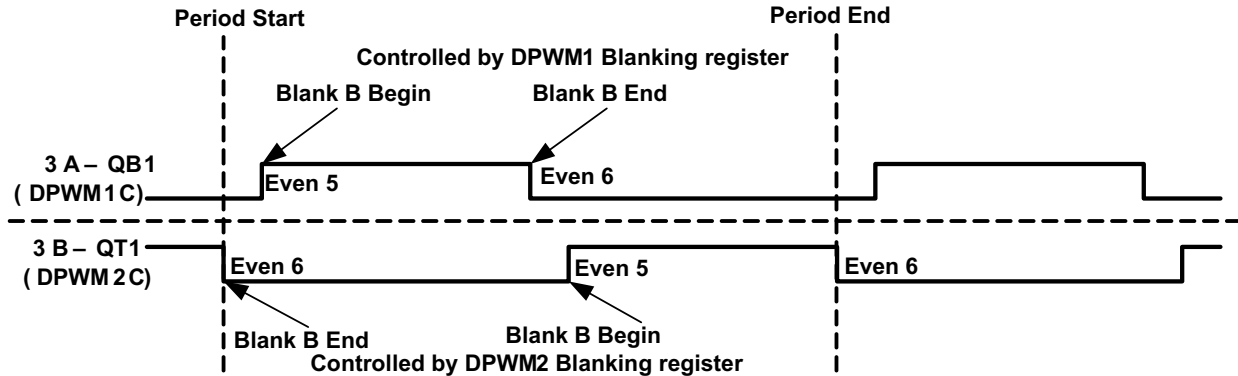 Period Start
Period End
Controlled by DPWM1 Blanking register
Blank B Begin
Blank B End
3 A – QB1
( DPWM1C)
Even 5
Even 6
3 B – QT1
( DPWM2C)
Even 6
Even 5
Even 6
Blank B End
Blank B Begin
Controlled by DPWM2 Blanking register